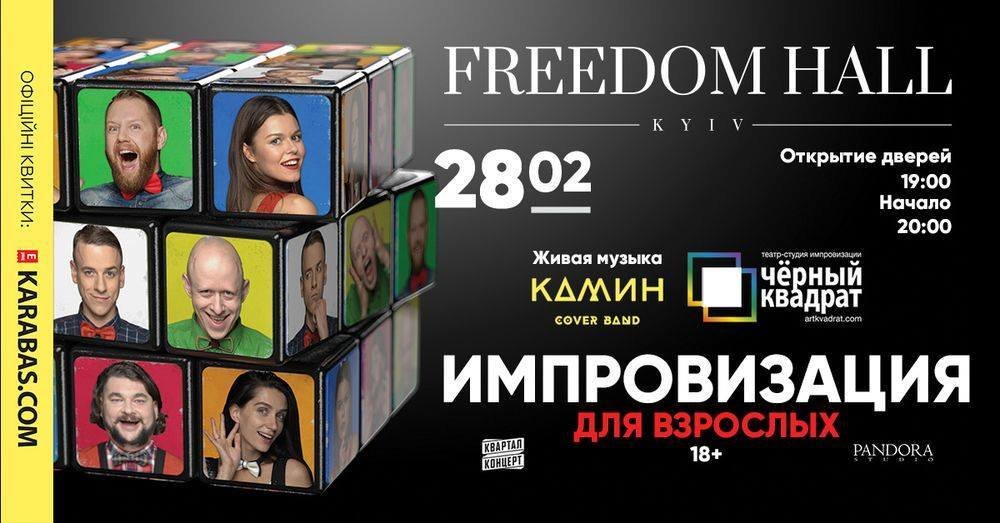 ОФІЦІЙНІ КВИТКИ:
KARABAS.COM
FREEDOM HALL
KYIV
28 02
Открытие дверей
19:00
Начало
20:00
Живая музыка
КАМИН
COVER BAND
театр-студия импровизации
чёрный
квадрат
artkvadrat.com
ИМПРОВИЗАЦИЯ
ДЛЯ ВЗРОСЛЫХ
18+
КВАРТАЛ
КОНЦЕРТ
PANDORA
STUDIO